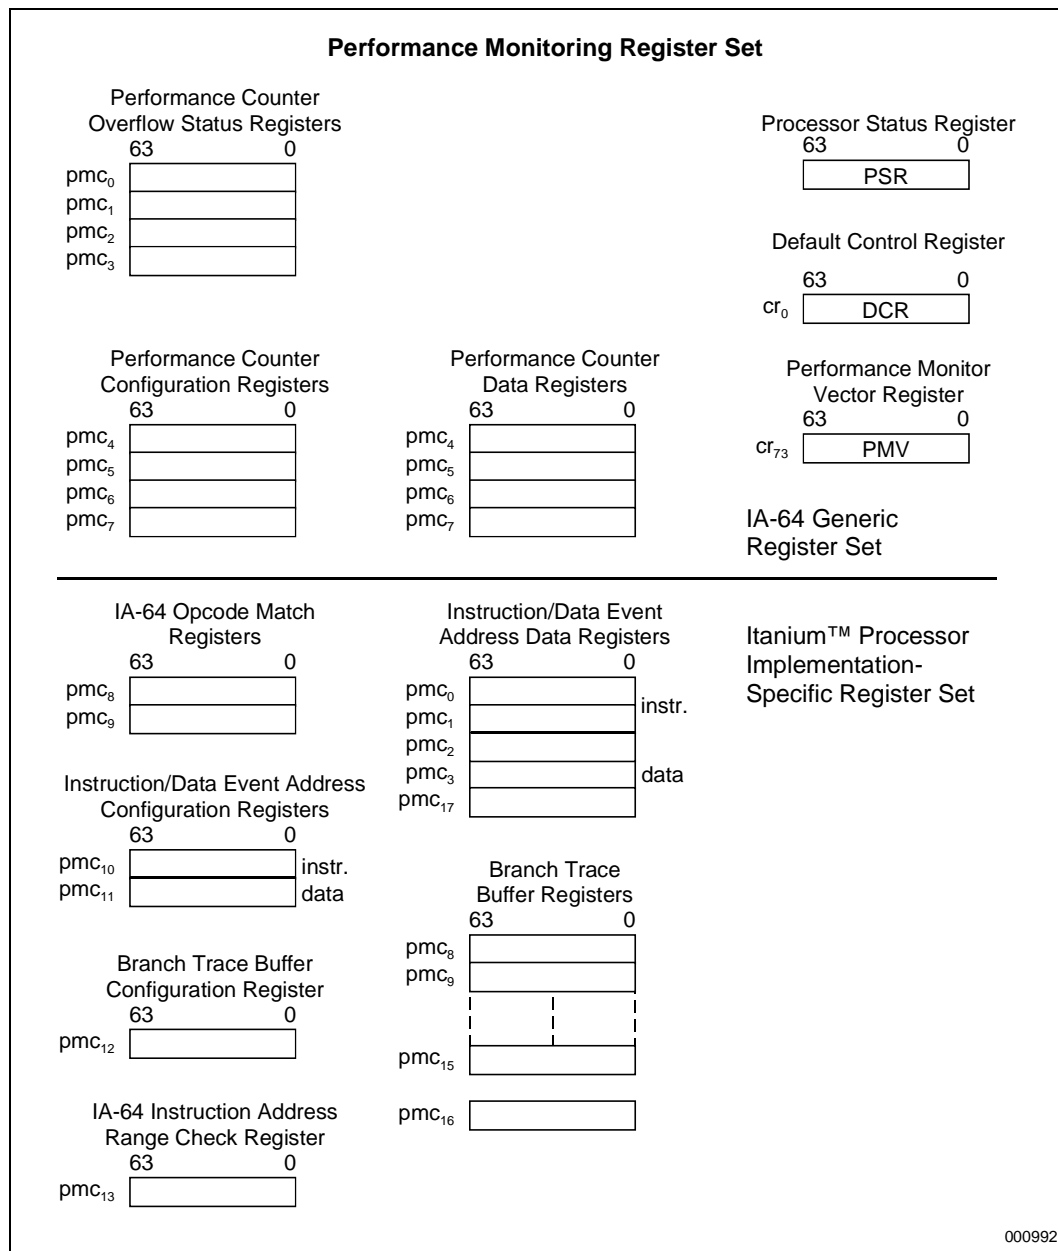 Performance Monitoring Register Set
Performance Counter
Overflow Status Registers
63 0
pmc0
pmc1
pmc2
pmc3
Processor Status Register
63 0
PSR
Default Control Register
63 0
cr0 DCR
Performance Counter
Configuration Registers
63 0
pmc4
pmc5
pmc6
pmc7
Performance Counter
Data Registers
63 0
pmc4
pmc5
pmc6
pmc7
Performance Monitor
Vector Register
63 0
cr73 PMV
IA-64 Generic
Register Set
IA-64 Opcode Match
Registers
63 0
pmc8
pmc9
Instruction/Data Event Address
Configuration Registers
63 0
pmc10 instr.
pmc11 data
Branch Trace Buffer
Configuration Register
63 0
pmc12
IA-64 Instruction Address
Range Check Register
63 0
pmc13
Instruction/Data Event
Address Data Registers
63 0
pmc0
instr.
pmc1
pmc2
pmc3 data
pmc17
Branch Trace
Buffer Registers
63 0
pmc8
pmc9
pmc15
pmc16
Itanium™ Processor
Implementation-
Specific Register Set
000992